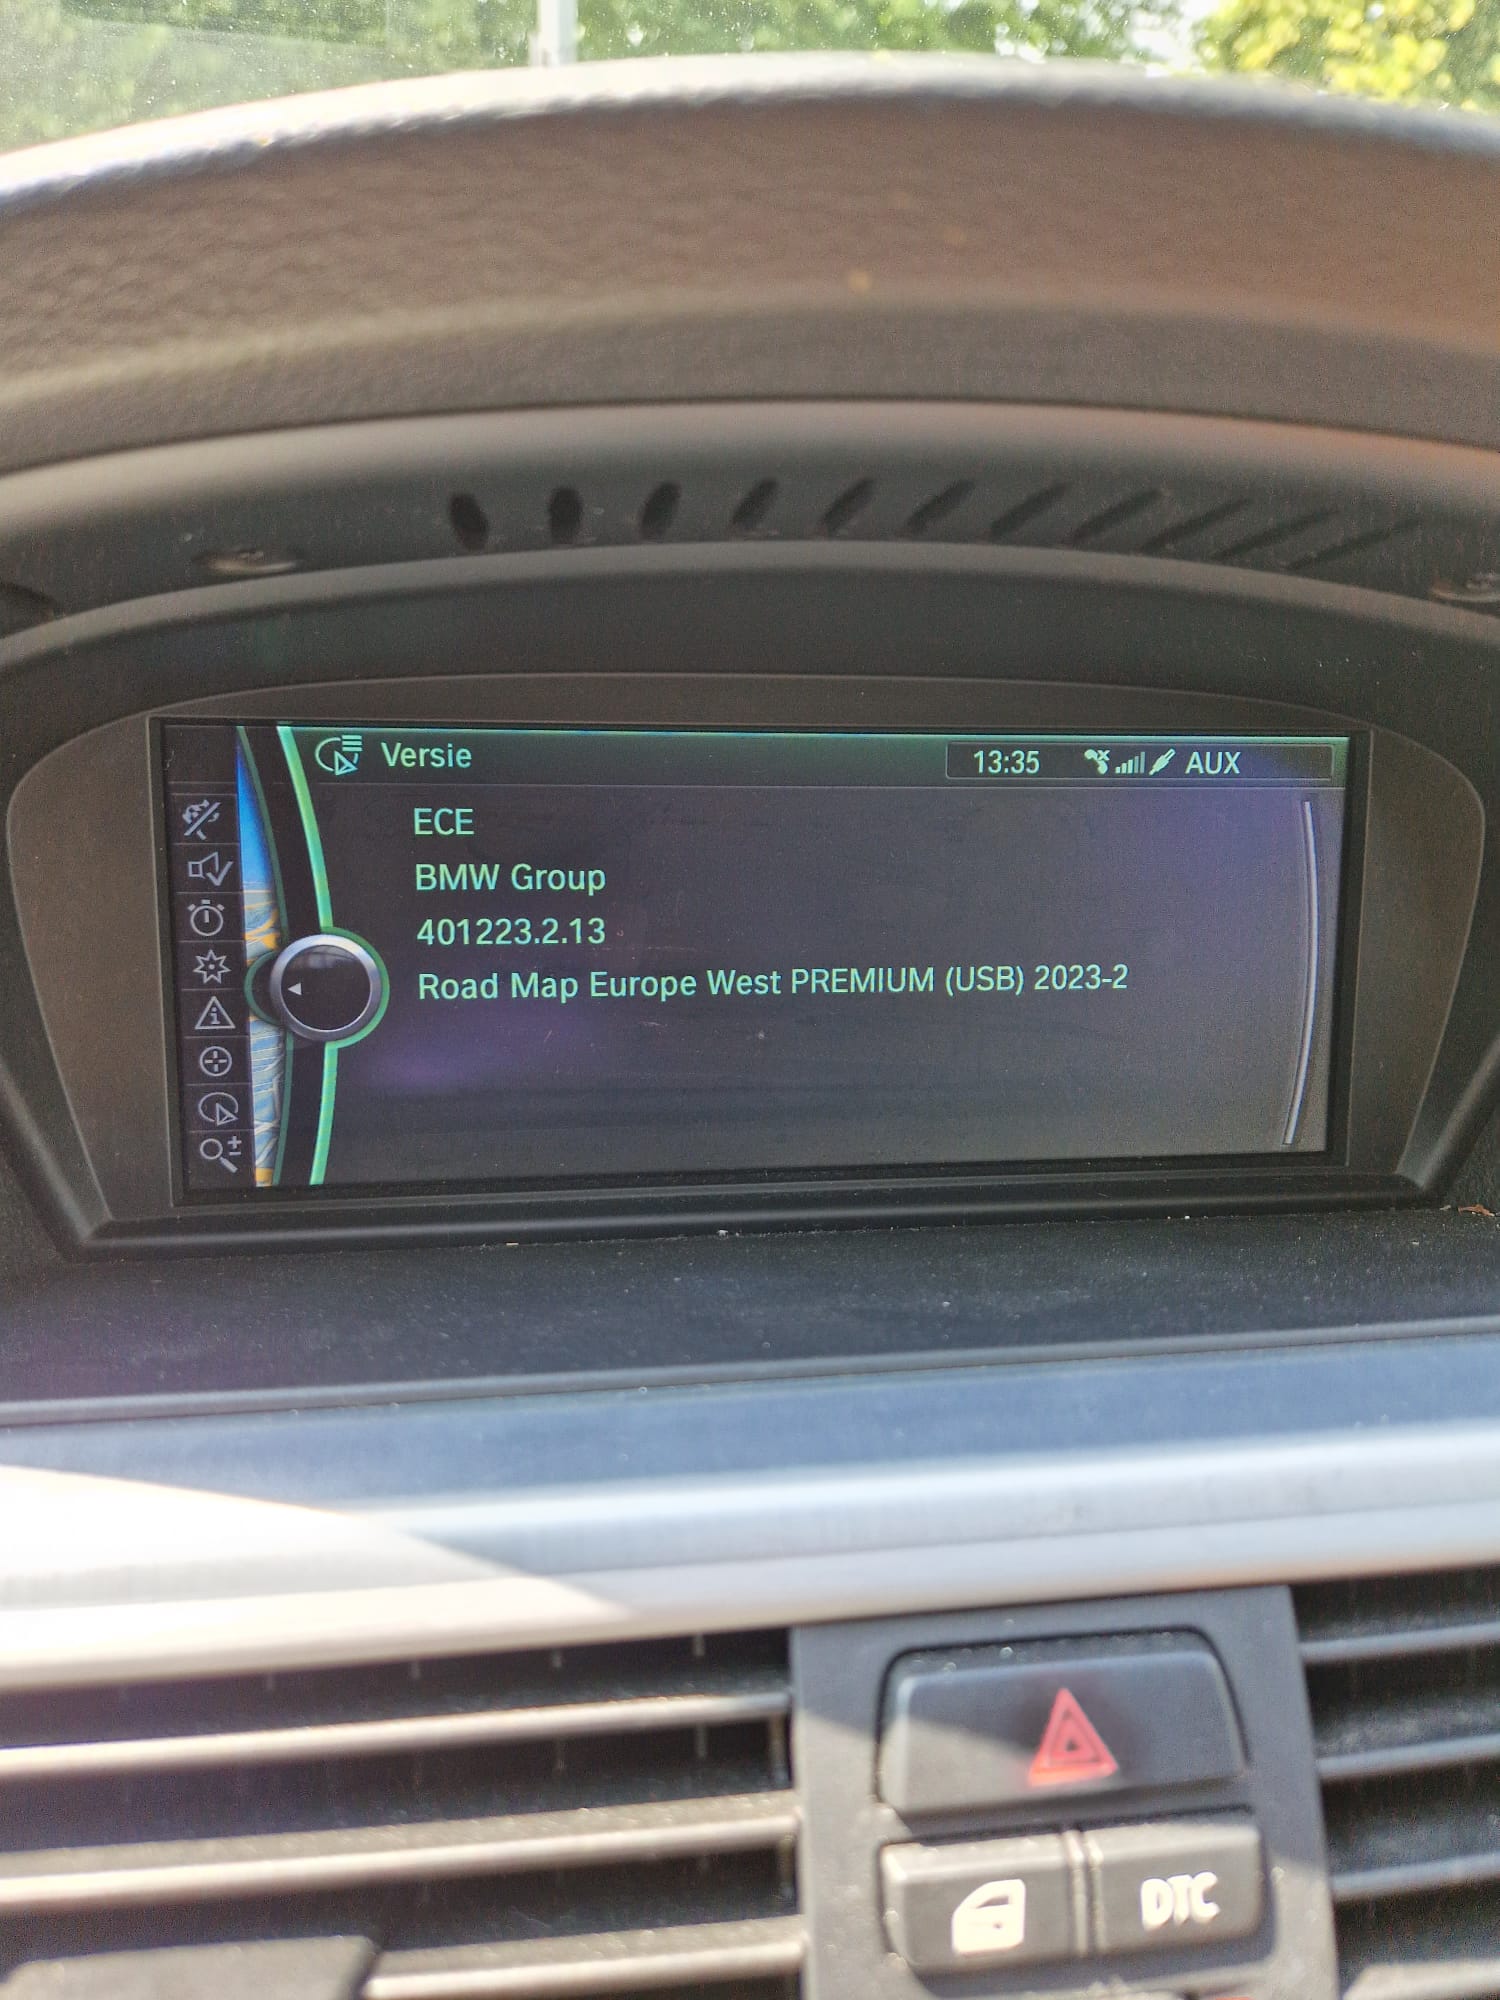 Versie
13:35 AUX
ECE
BMW Group
401223.2.13
Road Map Europe West PREMIUM (USB) 2023-2
DTC